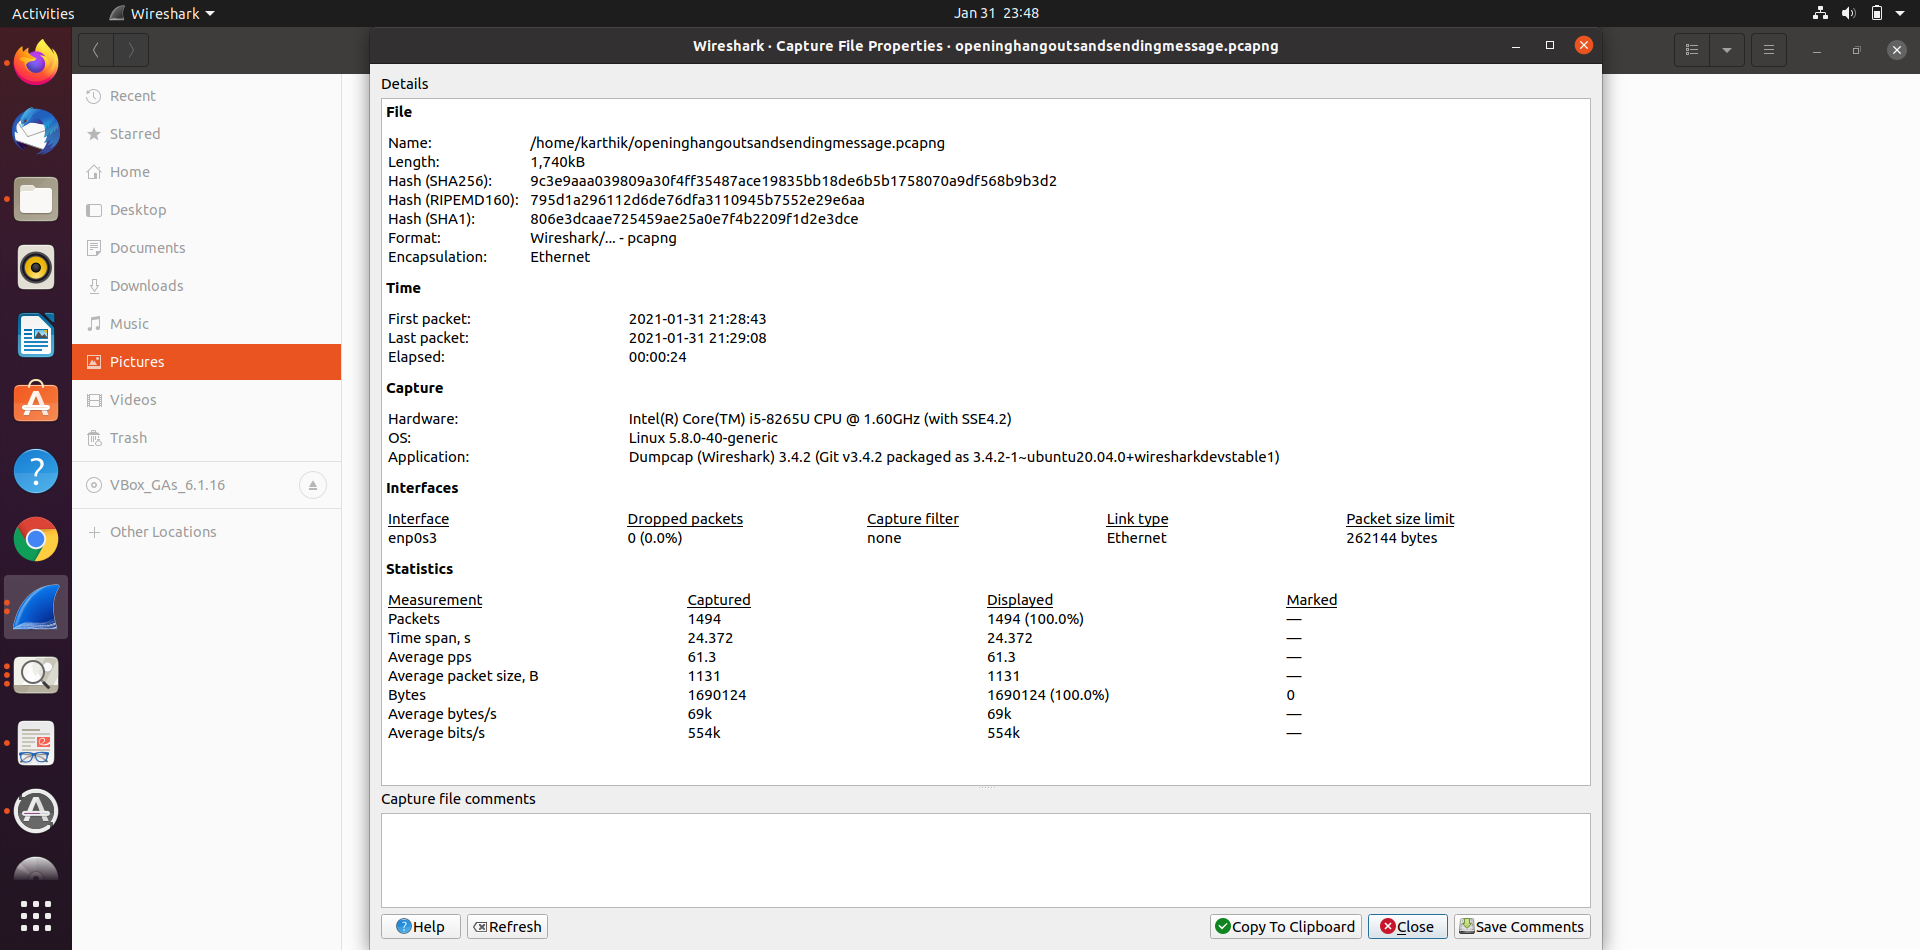 Activities Wireshark Jan 31 23:48
Wireshark · Capture File Properties · openinghangoutsandsendingmessage.pcapng
Recent
Starred
Home
Desktop
Documents
Downloads
Music
Pictures
Videos
Trash
VBox_GAs_6.1.16
Other Locations
Details
File
Name: /home/karthik/openinghangoutsandsendingmessage.pcapng
Length: 1,740kB
Hash (SHA256): 9c3e9aaa039809a30f4ff35487ace19835bb18de6b5b1758070a9df568b9b3d2
Hash (RIPEMD160): 795d1a296112d6de76dfa3110945b7552e29e6aa
Hash (SHA1): 806e3dcaae725459ae25a0e7f4b2209f1d2e3dce
Format: Wireshark/... - pcapng
Encapsulation: Ethernet
Time
First packet: 2021-01-31 21:28:43
Last packet: 2021-01-31 21:29:08
Elapsed: 00:00:24
Capture
Hardware: Intel(R) Core(TM) i5-8265U CPU @ 1.60GHz (with SSE4.2)
OS: Linux 5.8.0-40-generic
Application: Dumpcap (Wireshark) 3.4.2 (Git v3.4.2 packaged as 3.4.2-1~ubuntu20.04.0+wiresharkdevstable1)
Interfaces
Interface Dropped packets Capture filter Link type Packet size limit
enp0s3 0 (0.0%) none Ethernet 262144 bytes
Statistics
Measurement Captured Displayed Marked
Packets 1494 1494 (100.0%) —
Time span, s 24.372 24.372 —
Average pps 61.3 61.3 —
Average packet size, B 1131 1131 —
Bytes 1690124 1690124 (100.0%) 0
Average bytes/s 69k 69k —
Average bits/s 554k 554k —
Capture file comments
Help Refresh Copy To Clipboard Close Save Comments